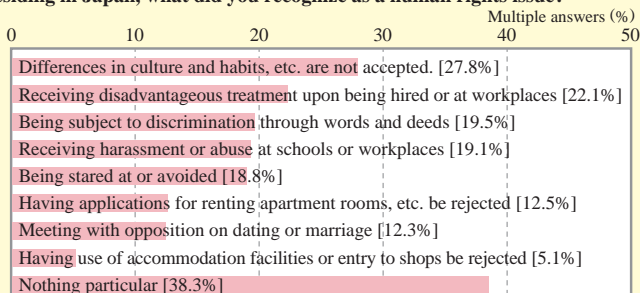 siding in Japan, what did you recognize as a human rights issue?
Multiple answers (%)
0 10 20 30 40 50
Differences in culture and habits, etc. are not accepted. [27.8%]
Receiving disadvantageous treatment upon being hired or at workplaces [22.1%]
Being subject to discrimination through words and deeds [19.5%]
Receiving harassment or abuse at schools or workplaces [19.1%]
Being stared at or avoided [18.8%]
Having applications for renting apartment rooms, etc. be rejected [12.5%]
Meeting with opposition on dating or marriage [12.3%]
Having use of accommodation facilities or entry to shops be rejected [5.1%]
Nothing particular [38.3%]